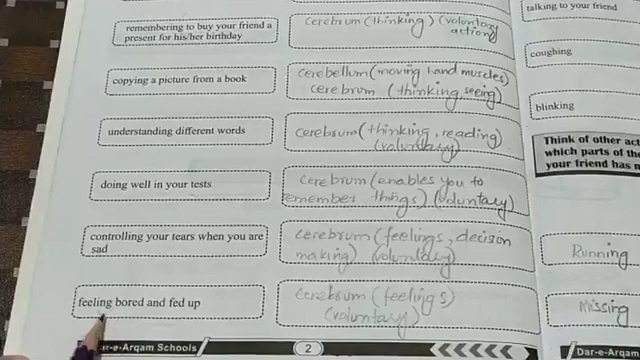 remembering to buy your friend a
present for his/her birthday
cerebrum (thinking) (voluntary
action)
copying a picture from a book
cerebellum (moving hand muscles)
cerebrum (thinking, seeing)
understanding different words
cerebrum (thinking, reading)
(voluntary)
doing well in your tests
cerebrum (enables you to
remember things) (voluntary)
controlling your tears when you are
sad
cerebrum (feelings, decison
making) (voluntary)
feeling bored and fed up
cerebrum (feelings)
(voluntary)
ar-e-Arqam Schools
2
talking to your friend
coughing
blinking
Think of other act
which parts of the
your friend has n
Running
Missing
Dar-e-Arqam